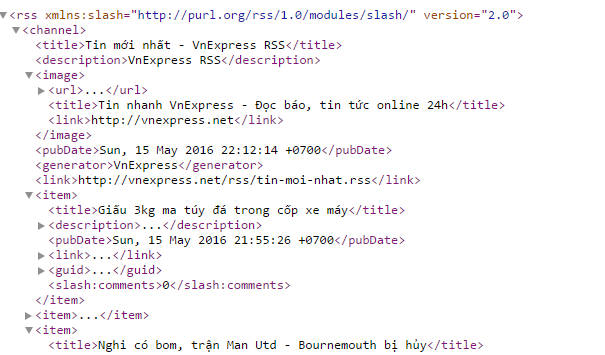 ▼<rss xmlns:slash="http://purl.org/rss/1.0/modules/slash/" version="2.0">
▼<channel>
<title>Tin mới nhất - VnExpress RSS</title>
<description>VnExpress RSS</description>
▼<image>
▶<url>...</url>
<title>Tin nhanh VnExpress - Đọc báo, tin tức online 24h</title>
<link>http://vnexpress.net</link>
</image>
<pubDate>Sun, 15 May 2016 22:12:14 +0700</pubDate>
<generator>VnExpress</generator>
<link>http://vnexpress.net/rss/tin-moi-nhat.rss</link>
▼<item>
<title>Giấu 3kg ma túy đá trong cốp xe máy</title>
▶<description>...</description>
<pubDate>Sun, 15 May 2016 21:55:26 +0700</pubDate>
▶<link>...</link>
▶<guid>...</guid>
<slash:comments>0</slash:comments>
</item>
▶<item>...</item>
▼<item>
<title>Nghi có bom, trận Man Utd - Bournemouth bị hủy</title>